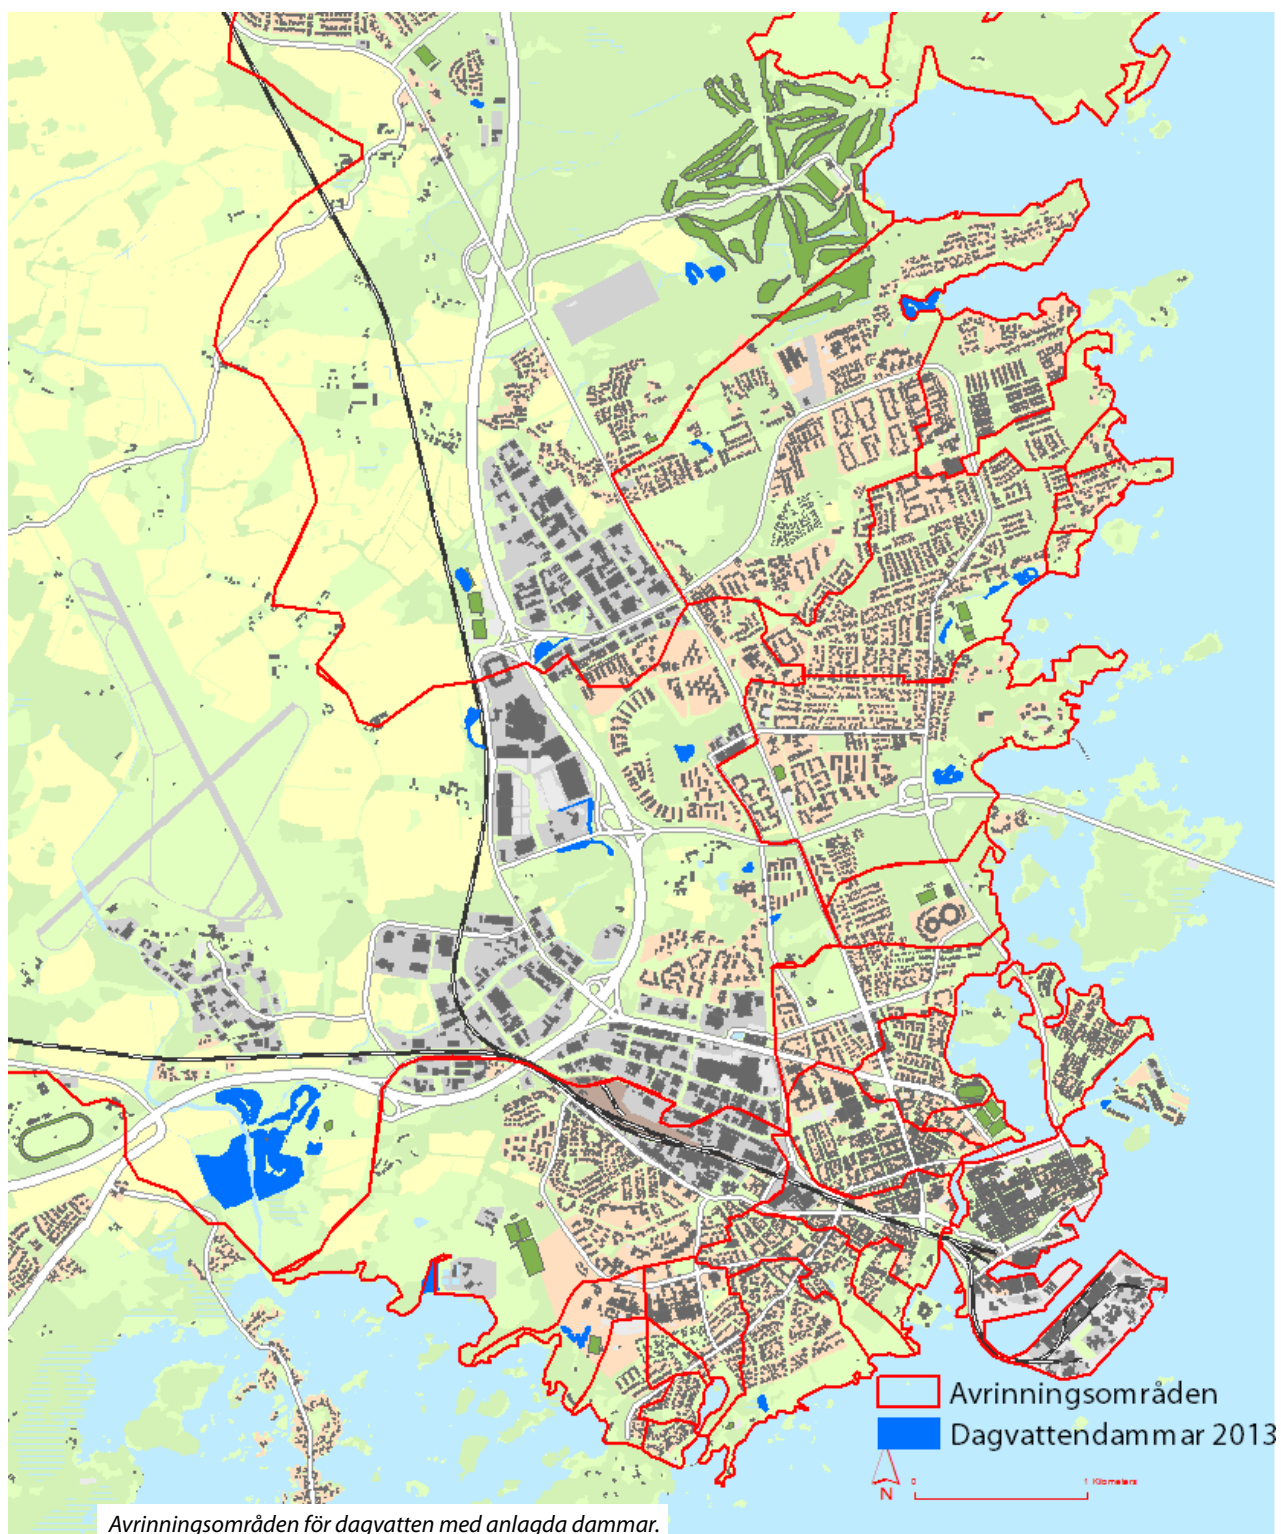 Avrinningsområden
Dagvattendammar 2013
0 1 Kilometers
N
Avrinningsområden för dagvatten med anlagda dammar.